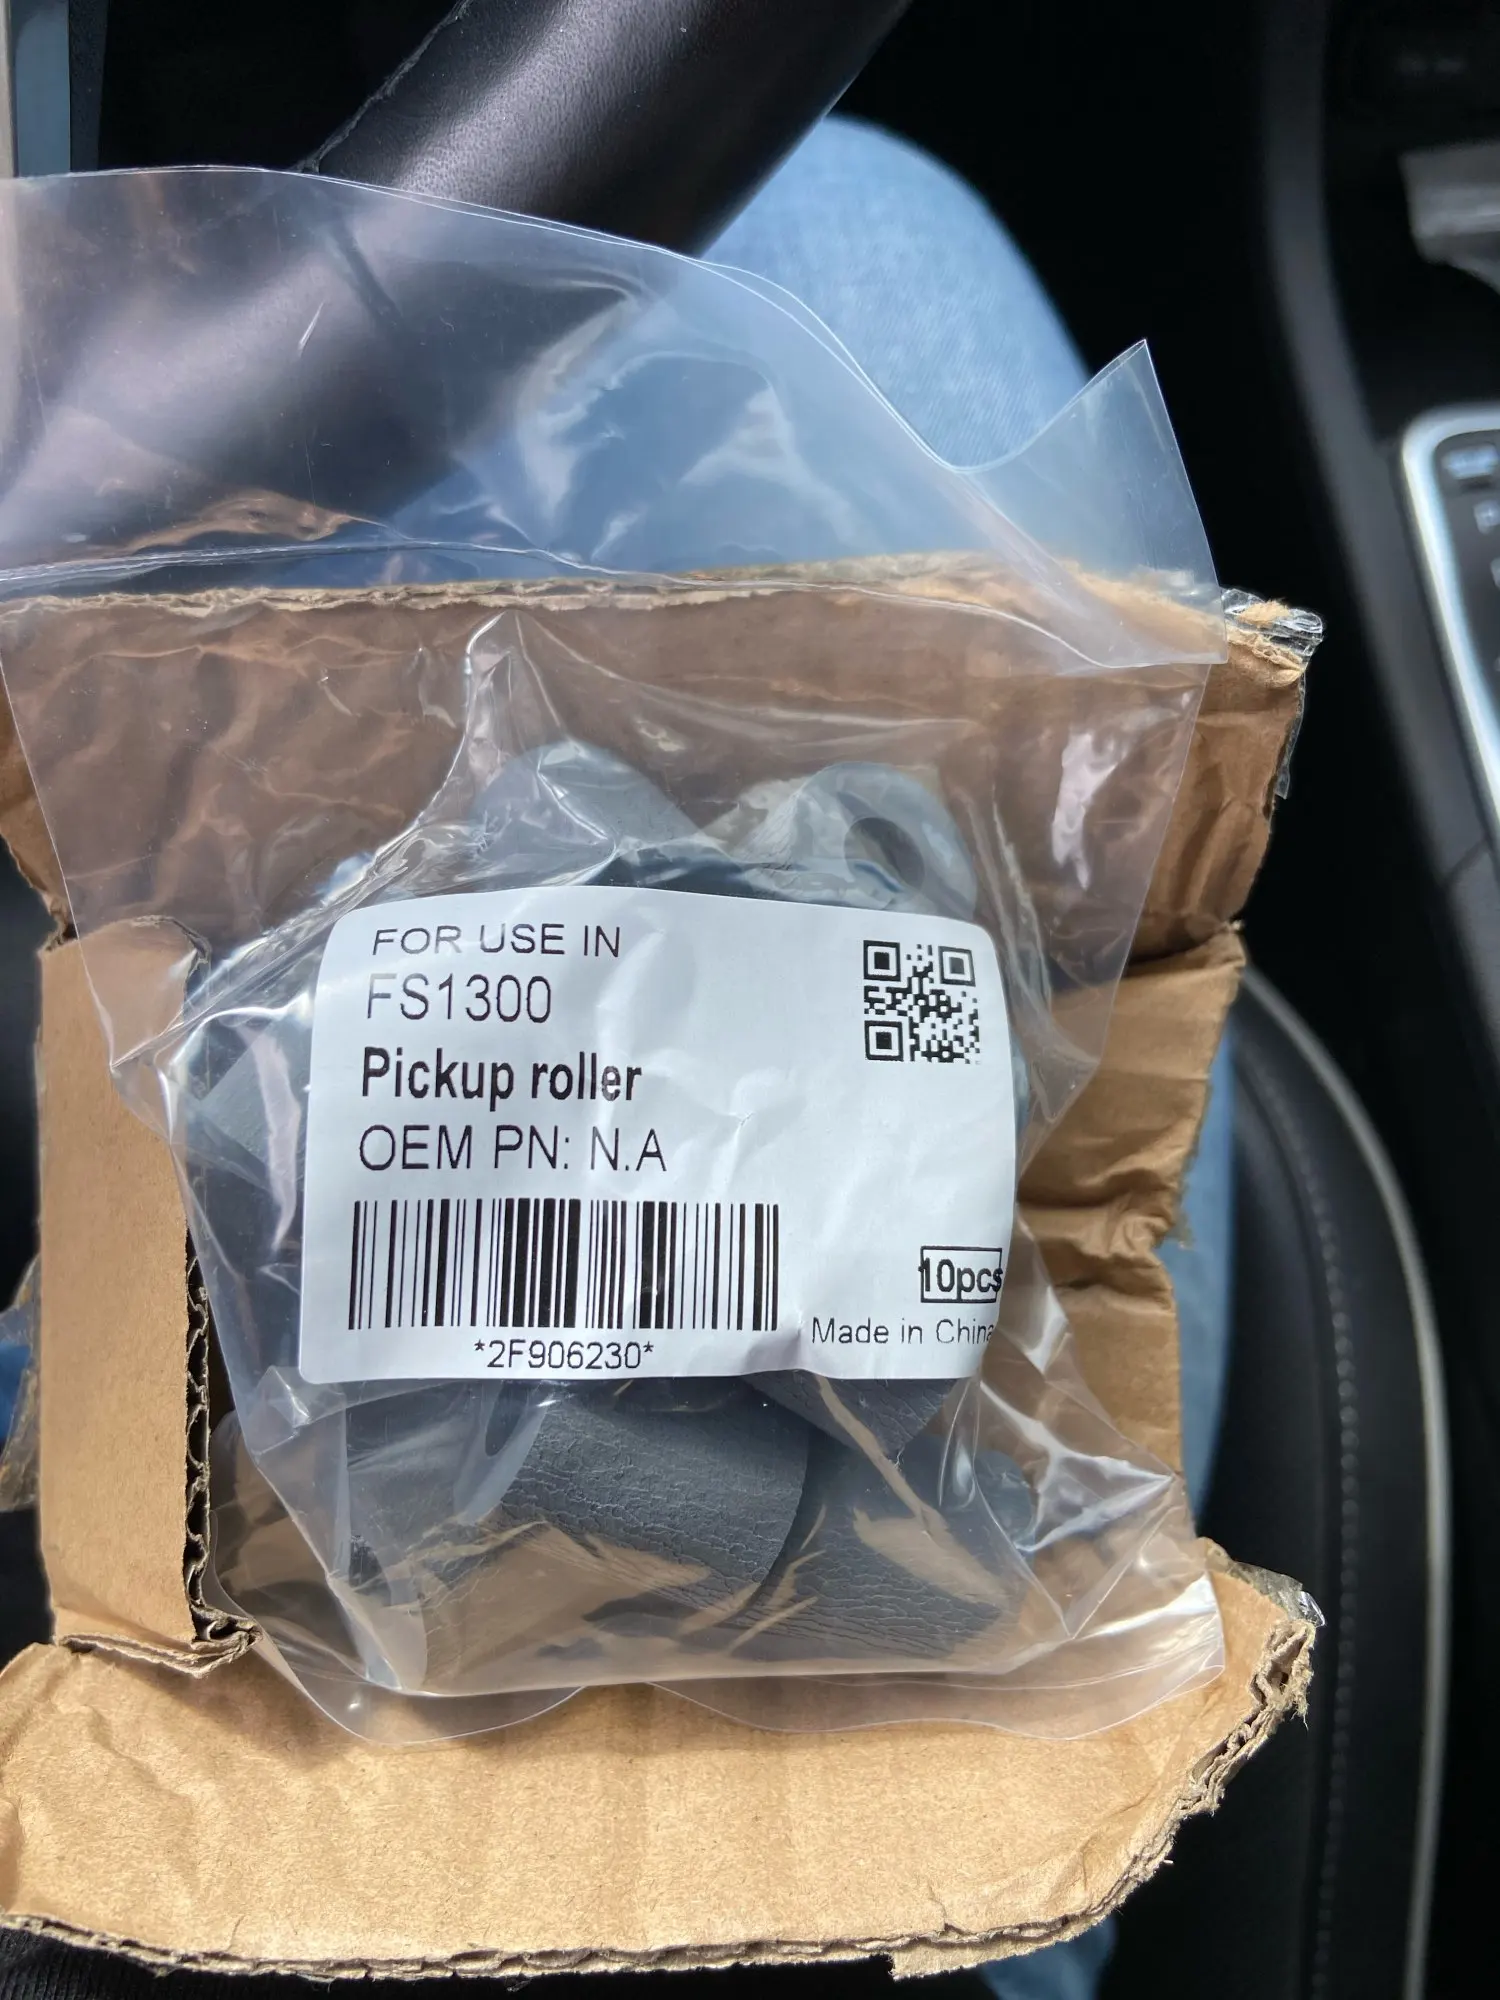 FOR USE IN
FS1300
Pickup roller
OEM PN: N.A
*2F906230*
10pcs
Made in China